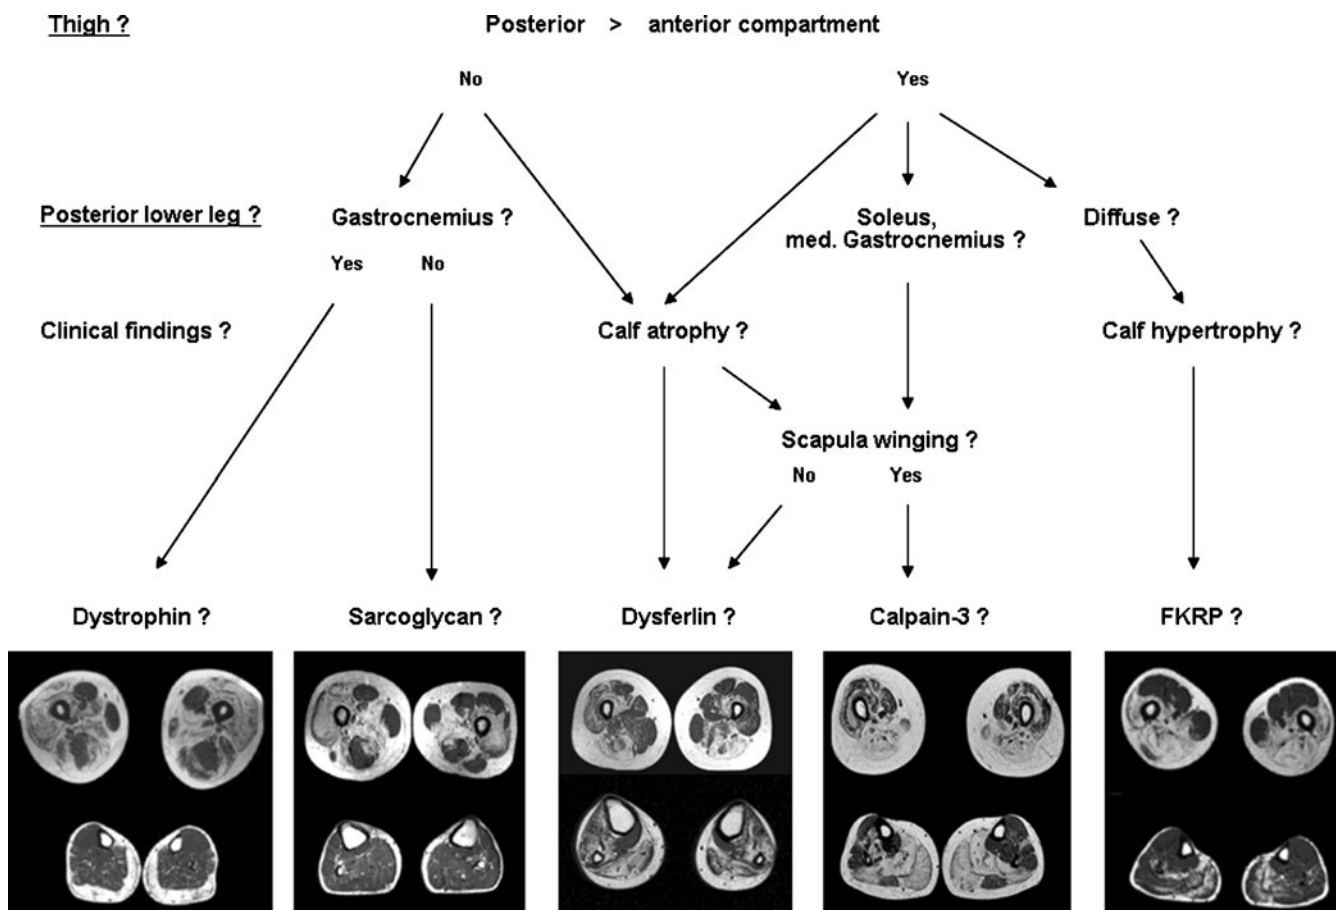 Thigh ?
Posterior > anterior compartment
No
Yes
Posterior lower leg ?
Gastrocnemius ?
Soleus,
med. Gastrocnemius ?
Diffuse ?
Yes
No
Clinical findings ?
Calf atrophy ?
Calf hypertrophy ?
Scapula winging ?
No
Yes
Dystrophin ?
Sarcoglycan ?
Dysferlin ?
Calpain-3 ?
FKRP ?